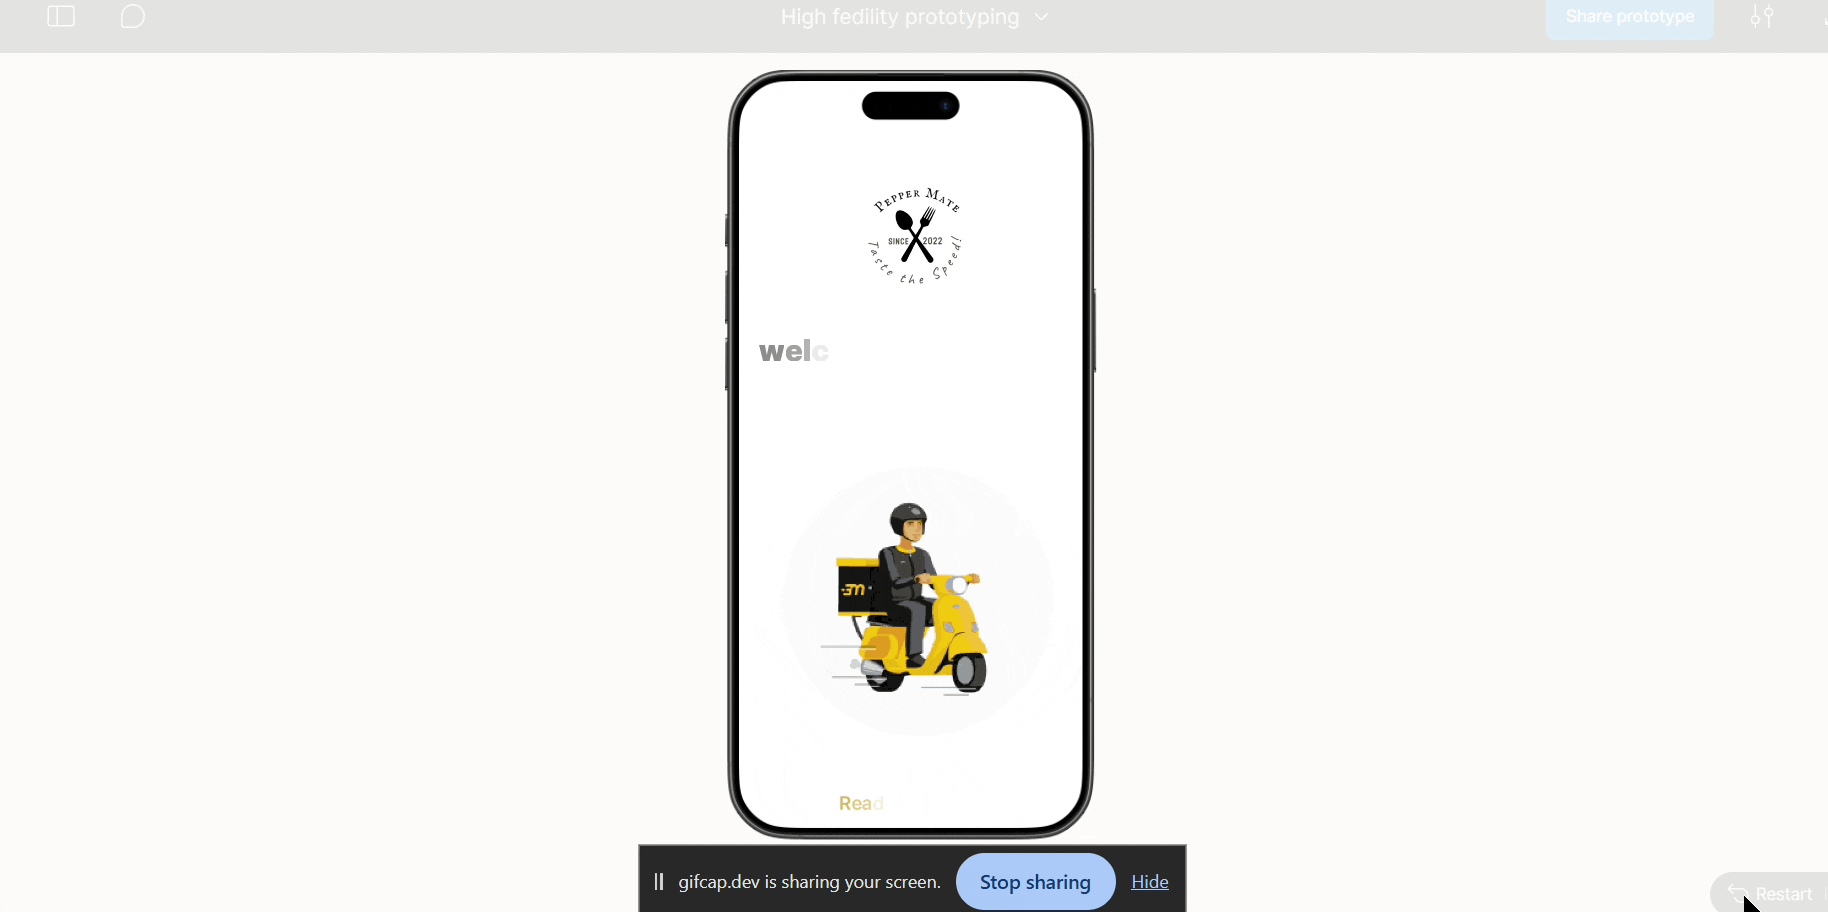 High fedility prototyping
Share prototype
PEPPER MATE
SINCE 2022
Taste the Speed!
welc
Read
gifcap.dev is sharing your screen.
Stop sharing
Hide
Restart